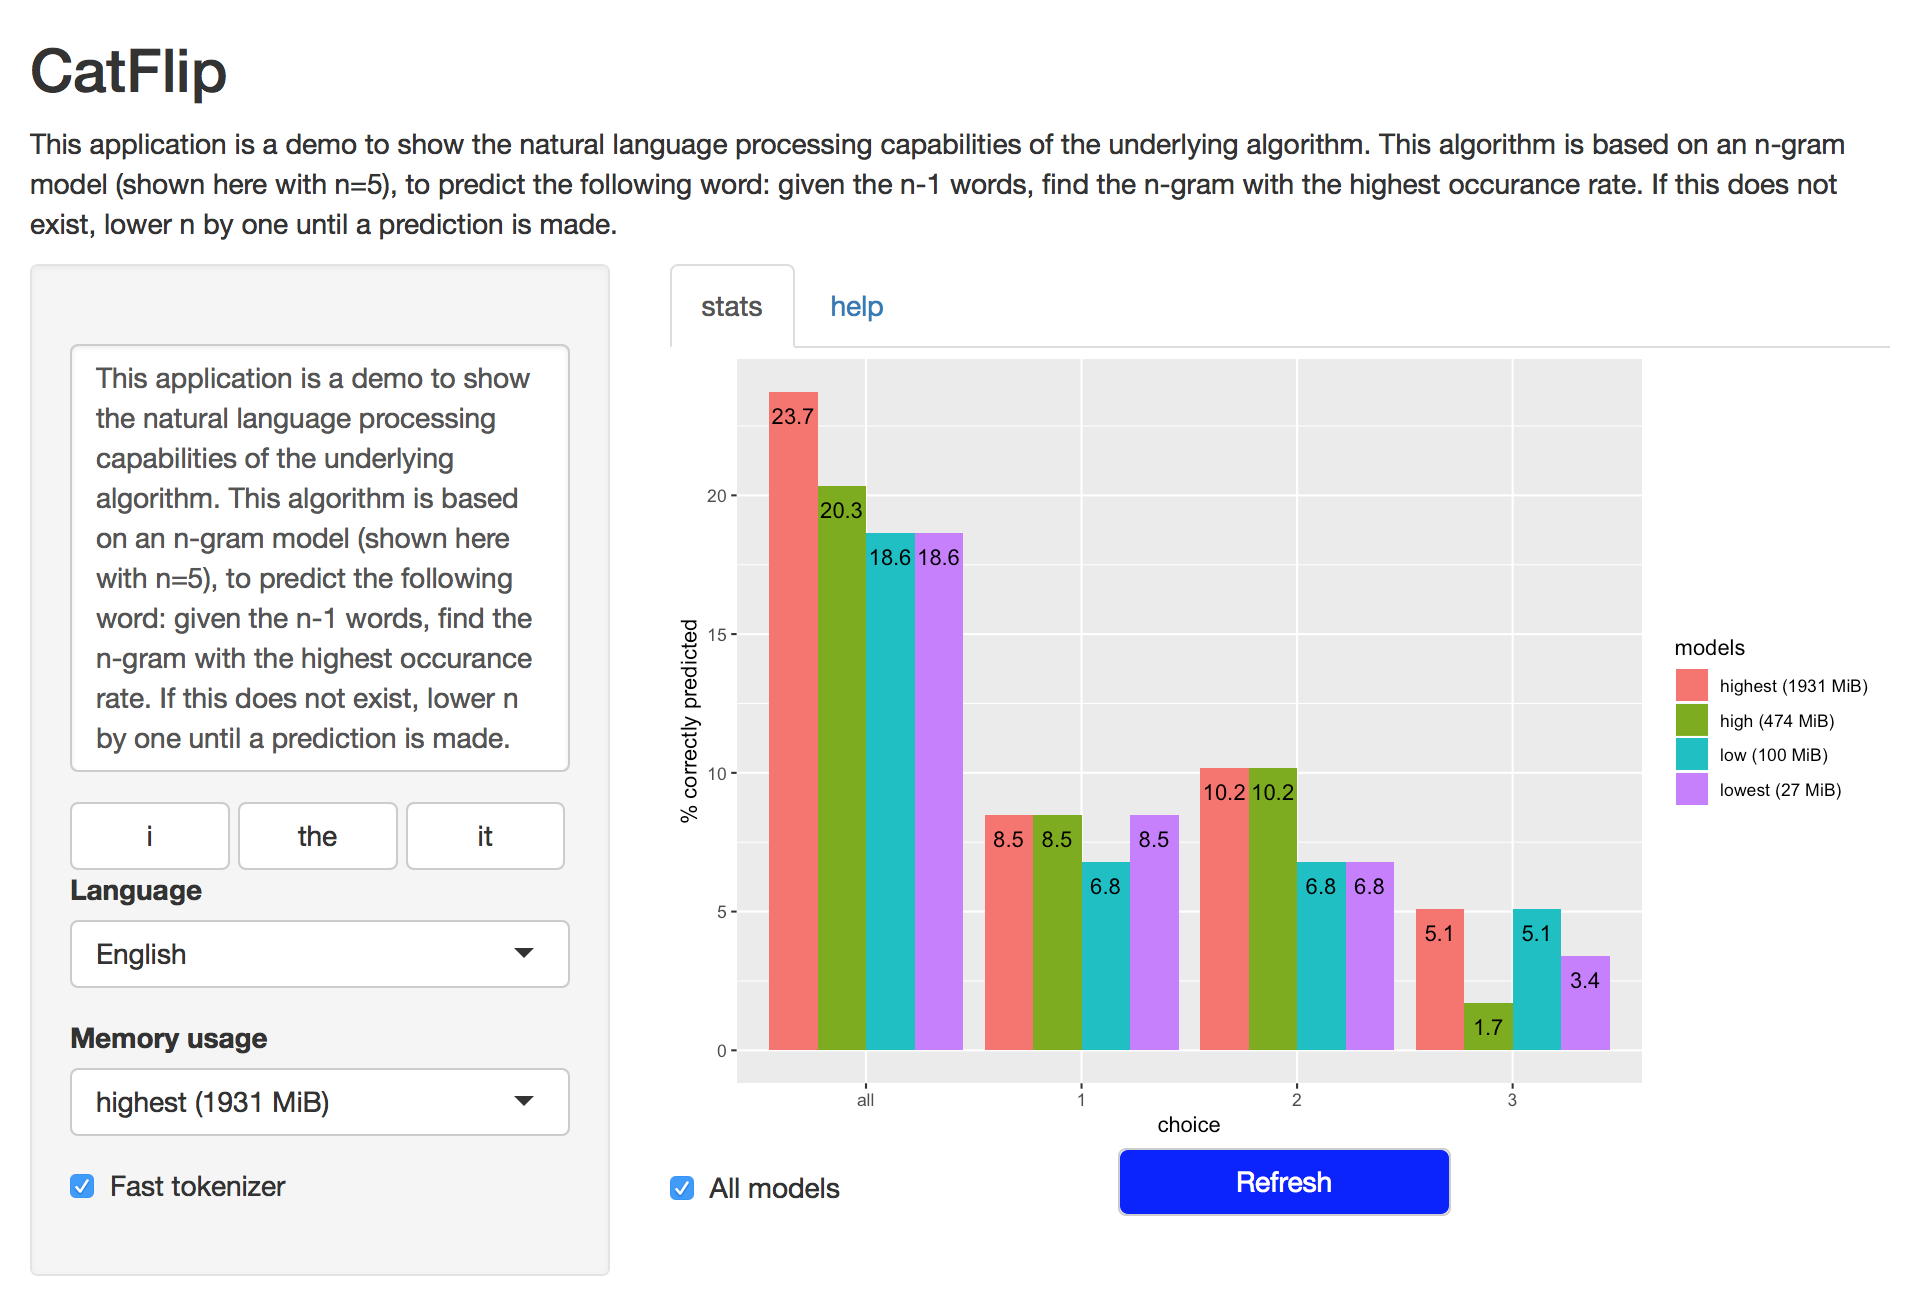 CatFlip
This application is a demo to show the natural language processing capabilities of the underlying algorithm. This algorithm is based on an n-gram
model (shown here with n=5), to predict the following word: given the n-1 words, find the n-gram with the highest occurance rate. If this does not
exist, lower n by one until a prediction is made.
This application is a demo to show
the natural language processing
capabilities of the underlying
algorithm. This algorithm is based
on an n-gram model (shown here
with n=5), to predict the following
word: given the n-1 words, find the
n-gram with the highest occurance
rate. If this does not exist, lower n
by one until a prediction is made.
i the it
Language
English
Memory usage
highest (1931 MiB)
Fast tokenizer
stats help
% correctly predicted
20
15
10
5
0
23.7 20.3 18.6 18.6
8.5 8.5 6.8 8.5
10.2 10.2 6.8 6.8
5.1 1.7 5.1 3.4
all 1 2 3
choice
models
highest (1931 MiB)
high (474 MiB)
low (100 MiB)
lowest (27 MiB)
All models
Refresh